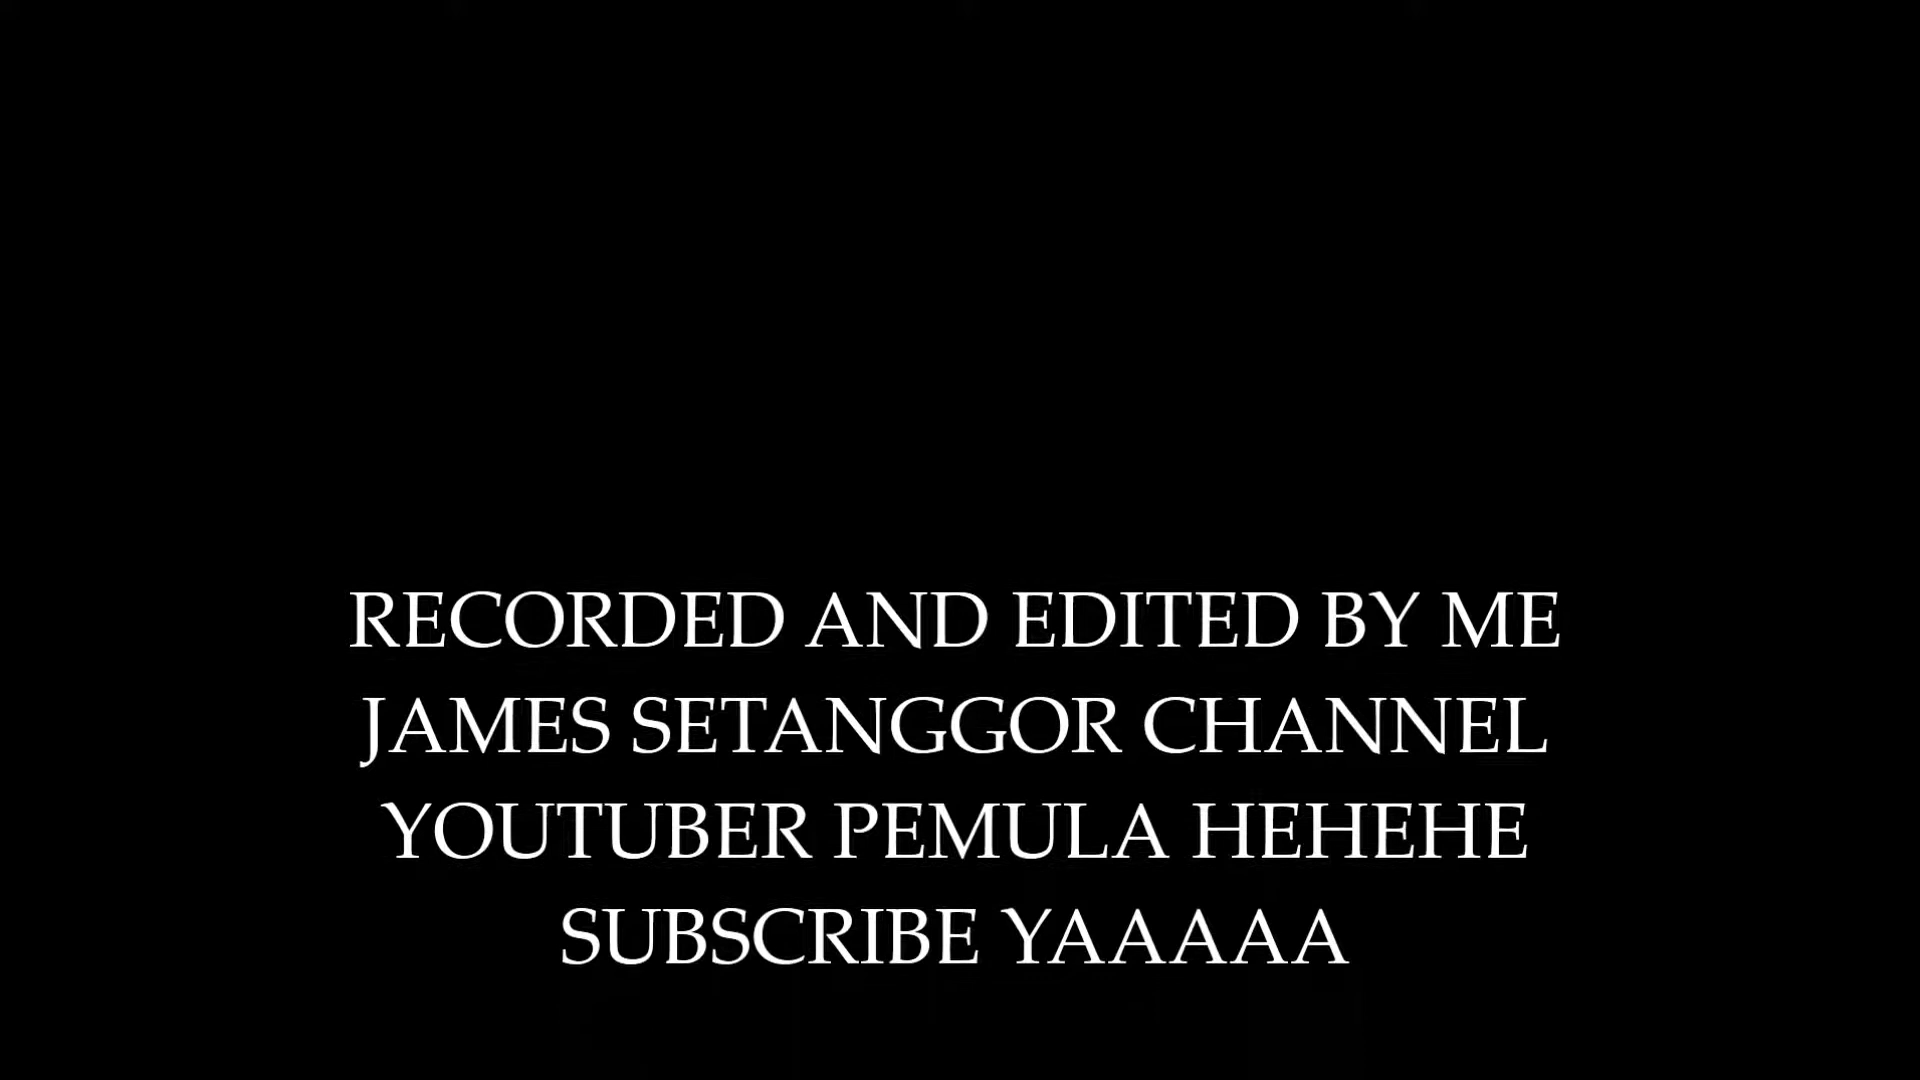 RECORDED AND EDITED BY ME
JAMES SETANGGOR CHANNEL
YOUTUBER PEMULA HEHEHE
SUBSCRIBE YAAAAA